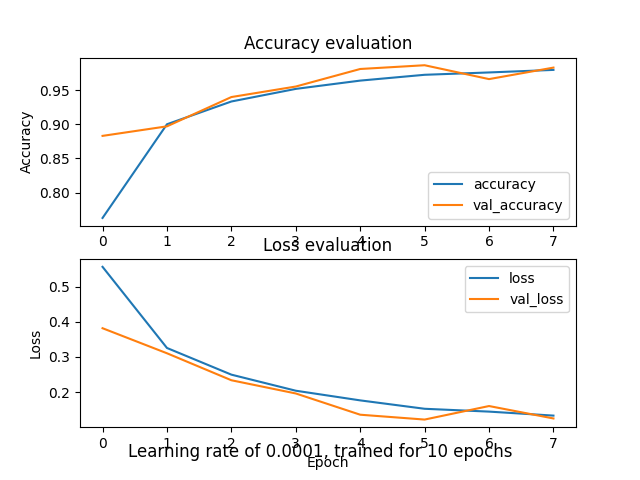 Accuracy evaluation
Accuracy
0.95
0.90
0.85
0.80
accuracy
val_accuracy
0 1 2 3 4 5 6 7
Loss evaluation
Loss
0.5
0.4
0.3
0.2
loss
val_loss
0 1 2 3 4 5 6 7
Learning rate of 0.0001, trained for 10 epochs
Epoch